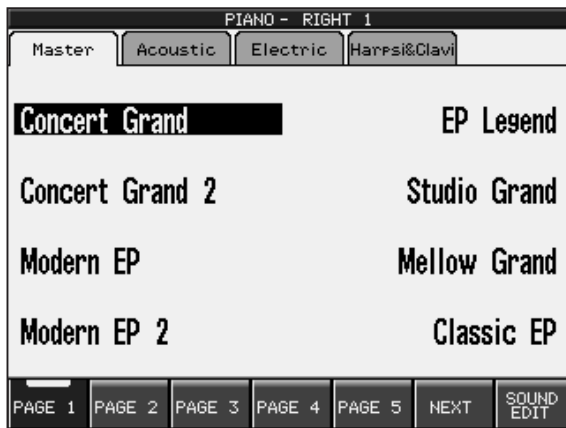 PIANO - RIGHT 1
Master Acoustic Electric Harpsi&Clavi
Concert Grand EP Legend
Concert Grand 2 Studio Grand
Modern EP Mellow Grand
Modern EP 2 Classic EP
PAGE 1 PAGE 2 PAGE 3 PAGE 4 PAGE 5 NEXT SOUND EDIT